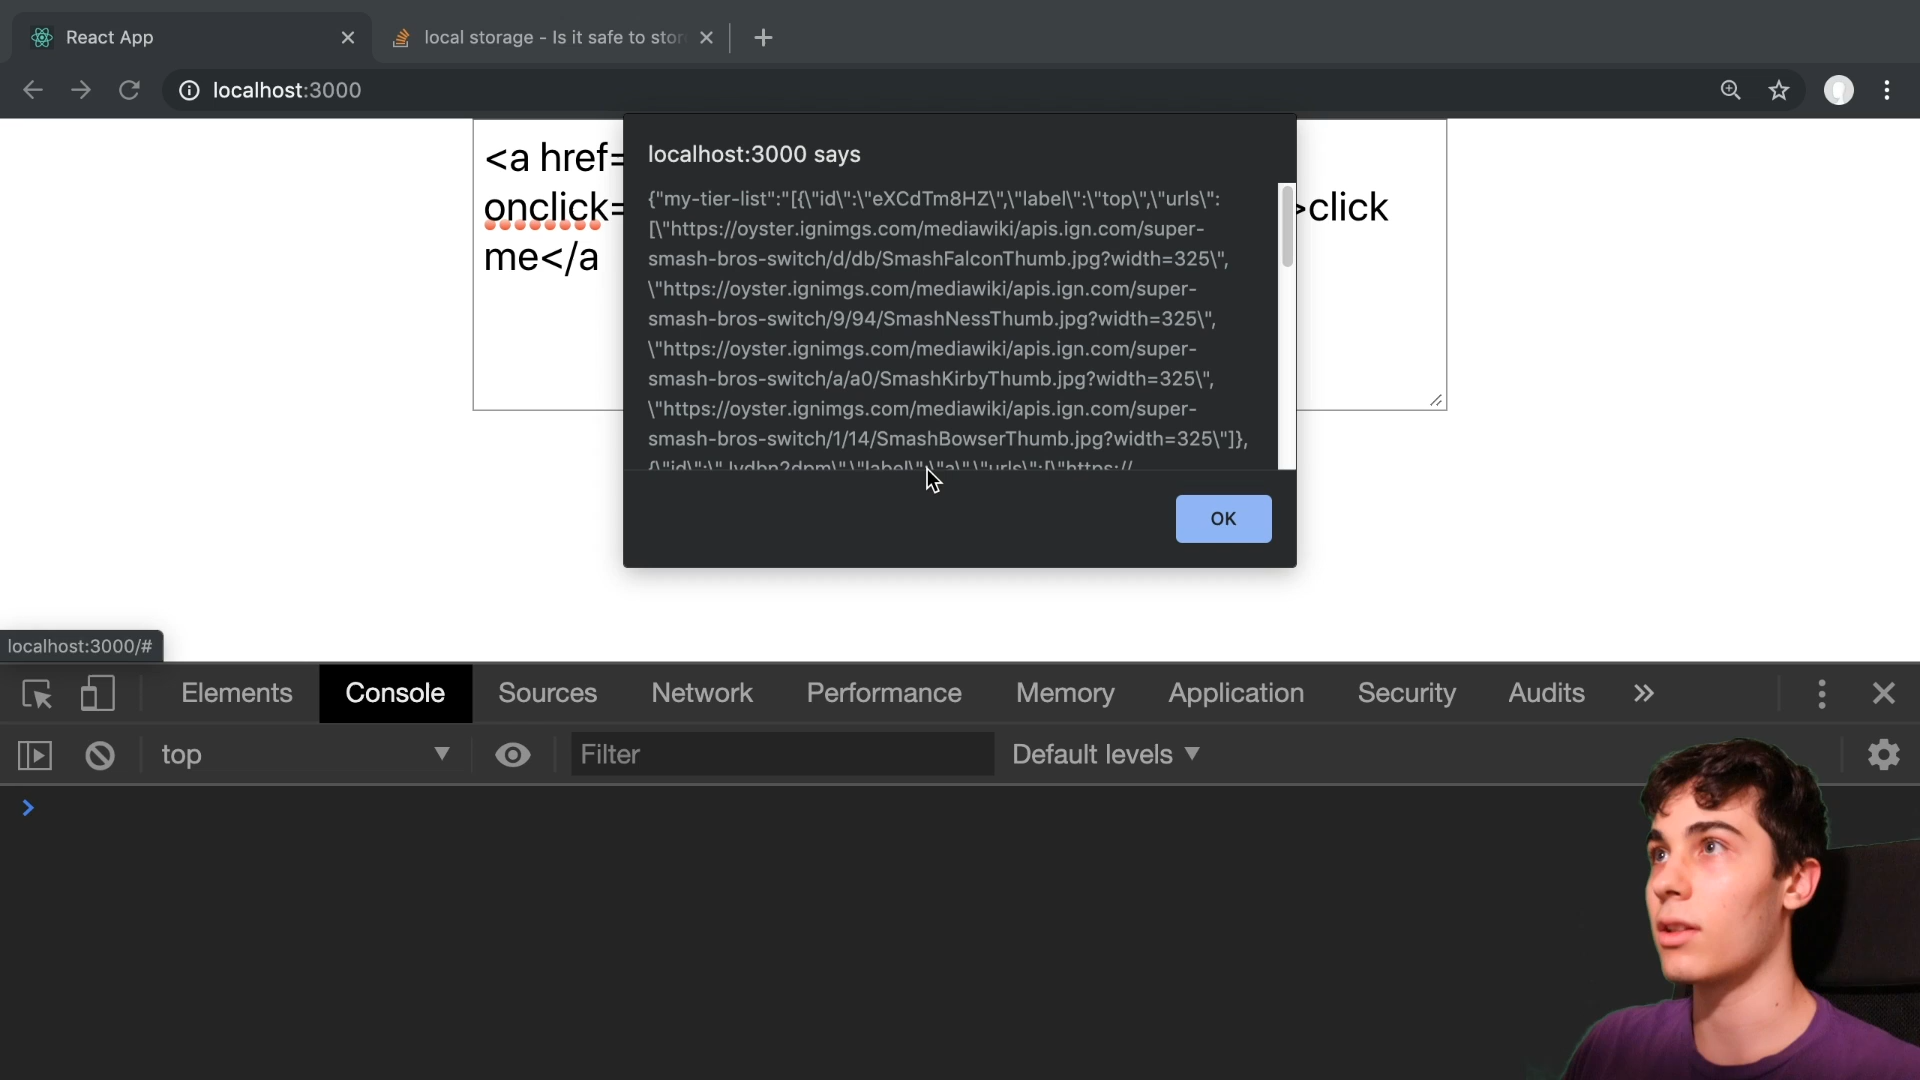 React App
local storage - Is it safe to stor
localhost:3000
<a href=
onclick=
>click
me</a
localhost:3000 says
{"my-tier-list":"[{\"id\":\"eXCdTm8HZ\",\"label\":\"top\",\"urls\":
[\"https://oyster.ignimgs.com/mediawiki/apis.ign.com/super-
smash-bros-switch/d/db/SmashFalconThumb.jpg?width=325\",
\"https://oyster.ignimgs.com/mediawiki/apis.ign.com/super-
smash-bros-switch/9/94/SmashNessThumb.jpg?width=325\",
\"https://oyster.ignimgs.com/mediawiki/apis.ign.com/super-
smash-bros-switch/a/a0/SmashKirbyThumb.jpg?width=325\",
\"https://oyster.ignimgs.com/mediawiki/apis.ign.com/super-
smash-bros-switch/1/14/SmashBowserThumb.jpg?width=325\"]},
OK
localhost:3000/#
Elements Console Sources Network Performance Memory Application Security Audits
top Filter Default levels